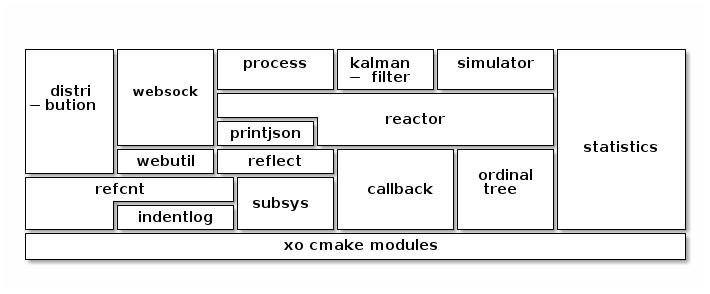 process
kalman
– filter
simulator
distri
– bution
websock
reactor
printjson
statistics
webutil
reflect
callback
ordinal
tree
refcnt
subsys
indentlog
xo cmake modules